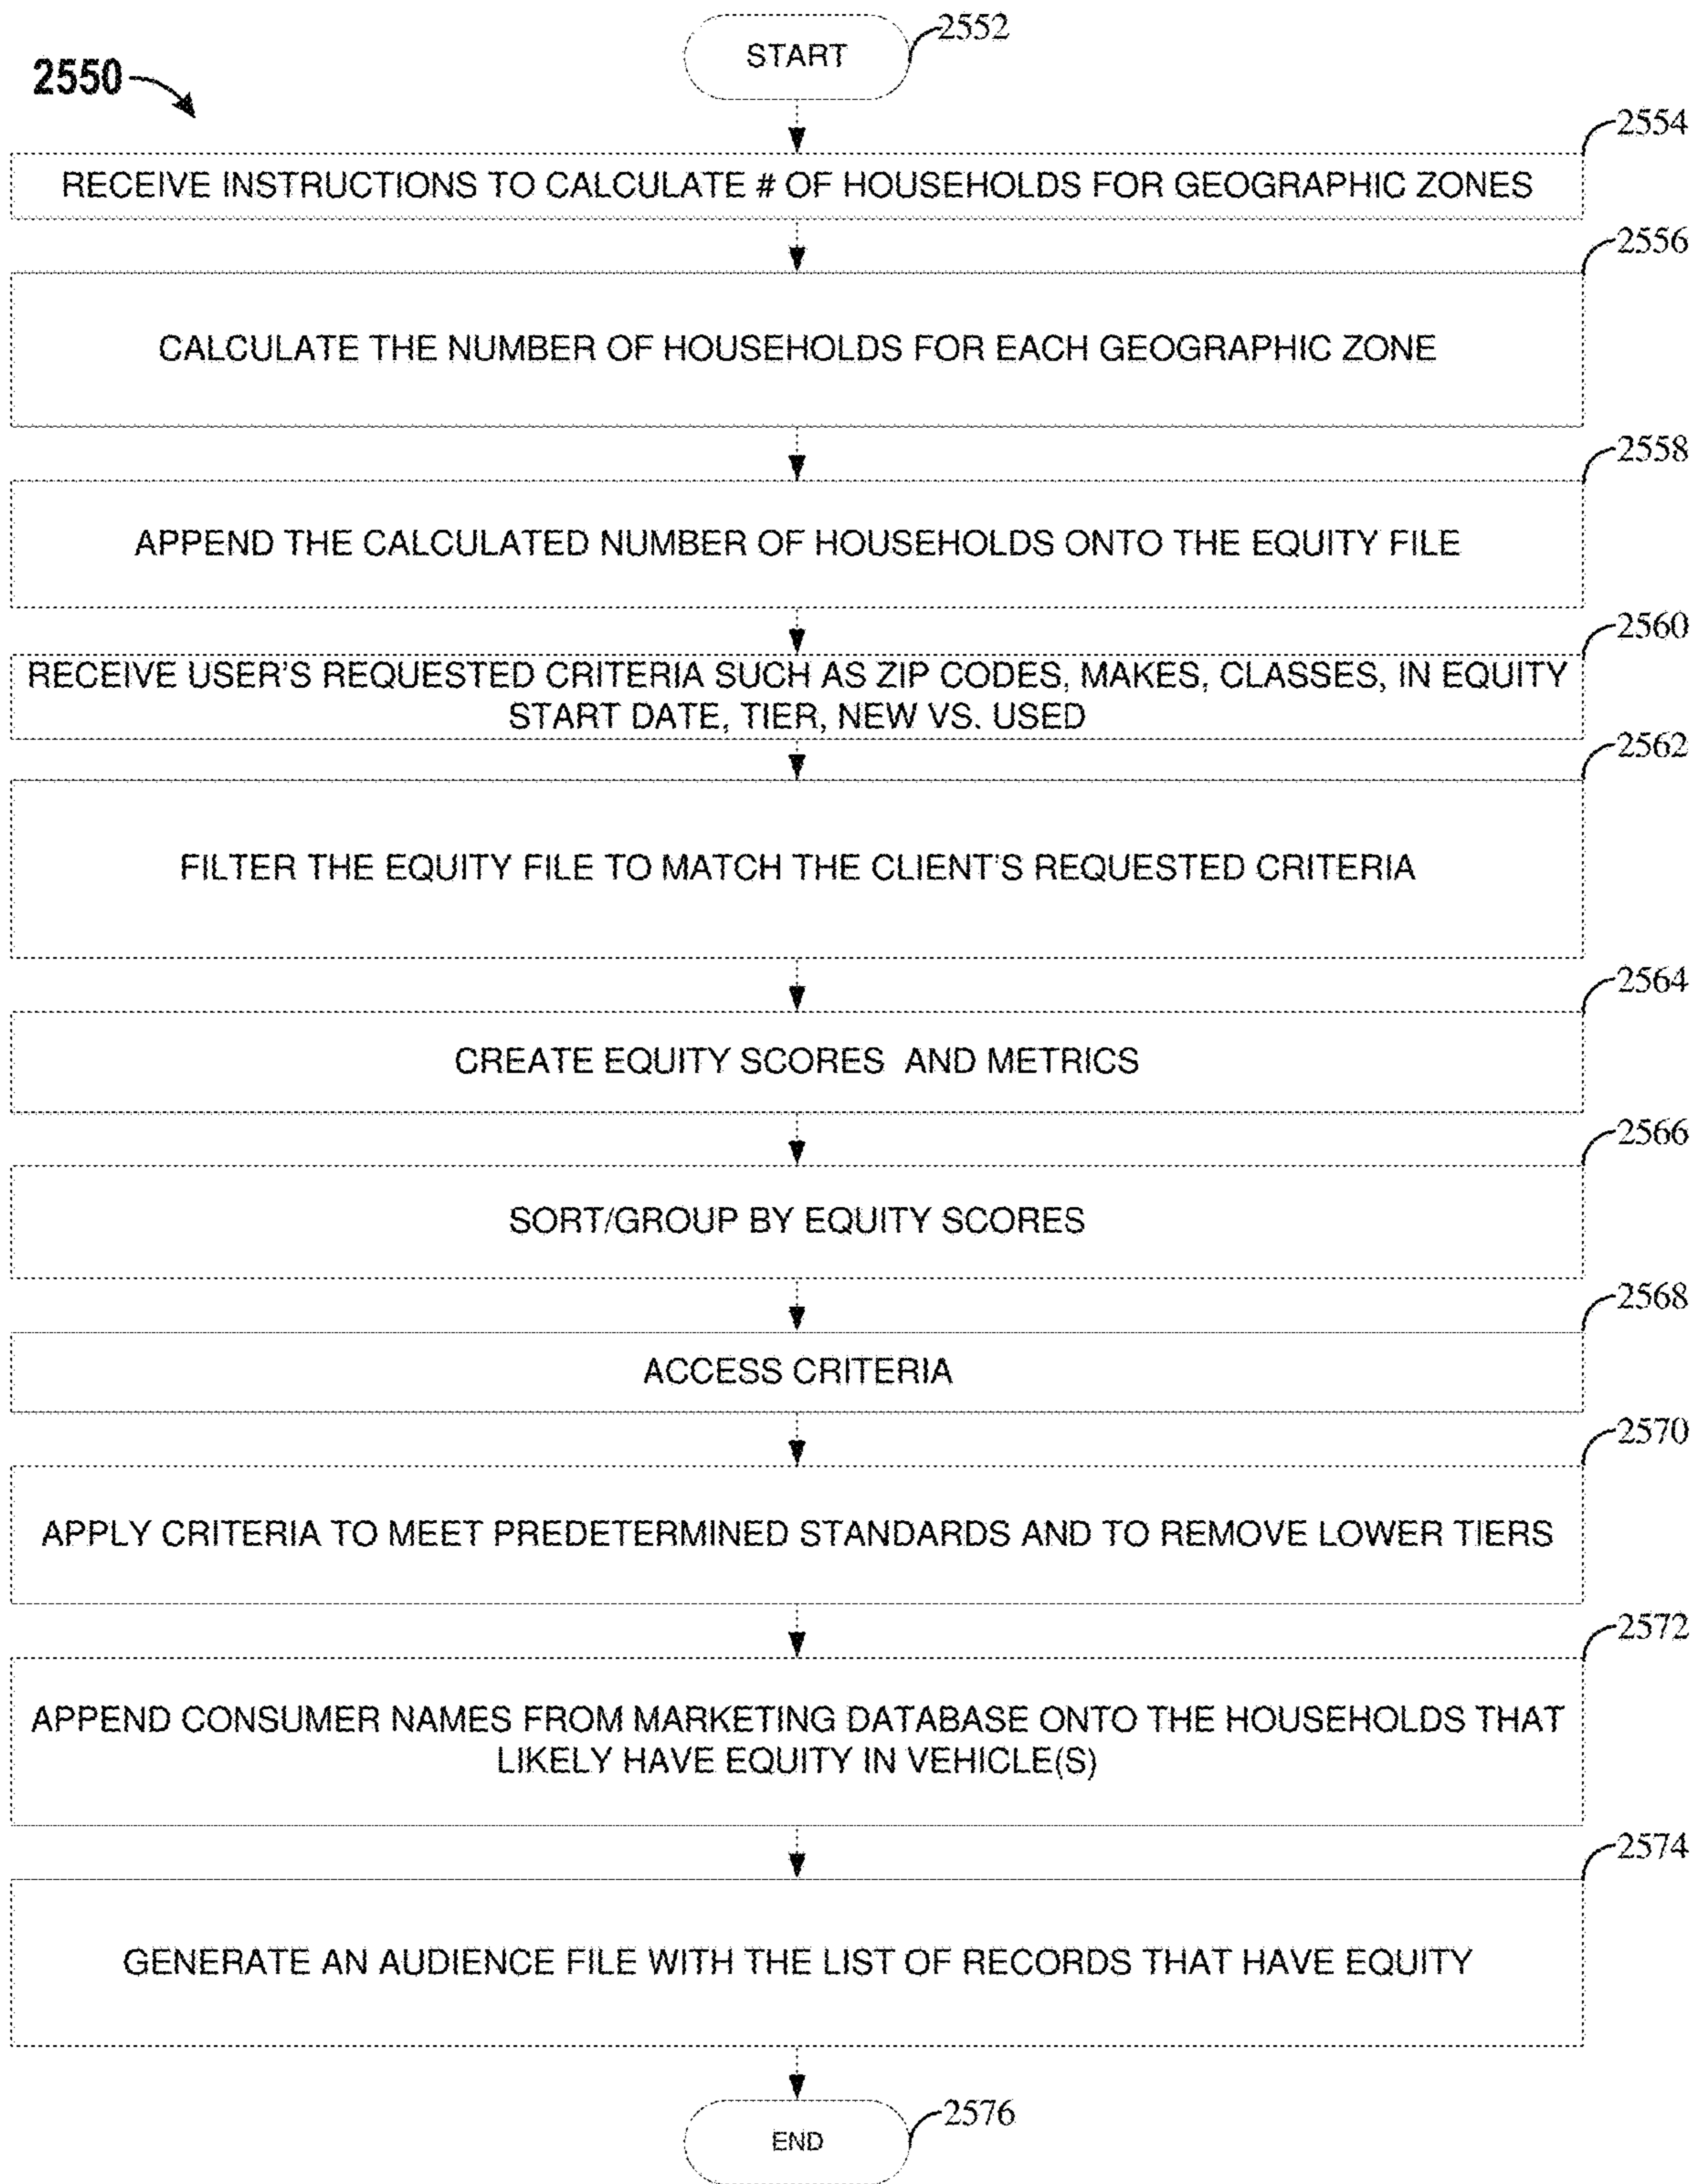 2552
START
2550
2554
RECEIVE INSTRUCTIONS TO CALCULATE # OF HOUSEHOLDS FOR GEOGRAPHIC ZONES
2556
CALCULATE THE NUMBER OF HOUSEHOLDS FOR EACH GEOGRAPHIC ZONE
2558
APPEND THE CALCULATED NUMBER OF HOUSEHOLDS ONTO THE EQUITY FILE
2560
RECEIVE USER'S REQUESTED CRITERIA SUCH AS ZIP CODES, MAKES, CLASSES, IN EQUITY
START DATE, TIER, NEW VS. USED
2562
FILTER THE EQUITY FILE TO MATCH THE CLIENT'S REQUESTED CRITERIA
2564
CREATE EQUITY SCORES AND METRICS
2566
SORT/GROUP BY EQUITY SCORES
2568
ACCESS CRITERIA
2570
APPLY CRITERIA TO MEET PREDETERMINED STANDARDS AND TO REMOVE LOWER TIERS
2572
APPEND CONSUMER NAMES FROM MARKETING DATABASE ONTO THE HOUSEHOLDS THAT
LIKELY HAVE EQUITY IN VEHICLE(S)
2574
GENERATE AN AUDIENCE FILE WITH THE LIST OF RECORDS THAT HAVE EQUITY
2576
END